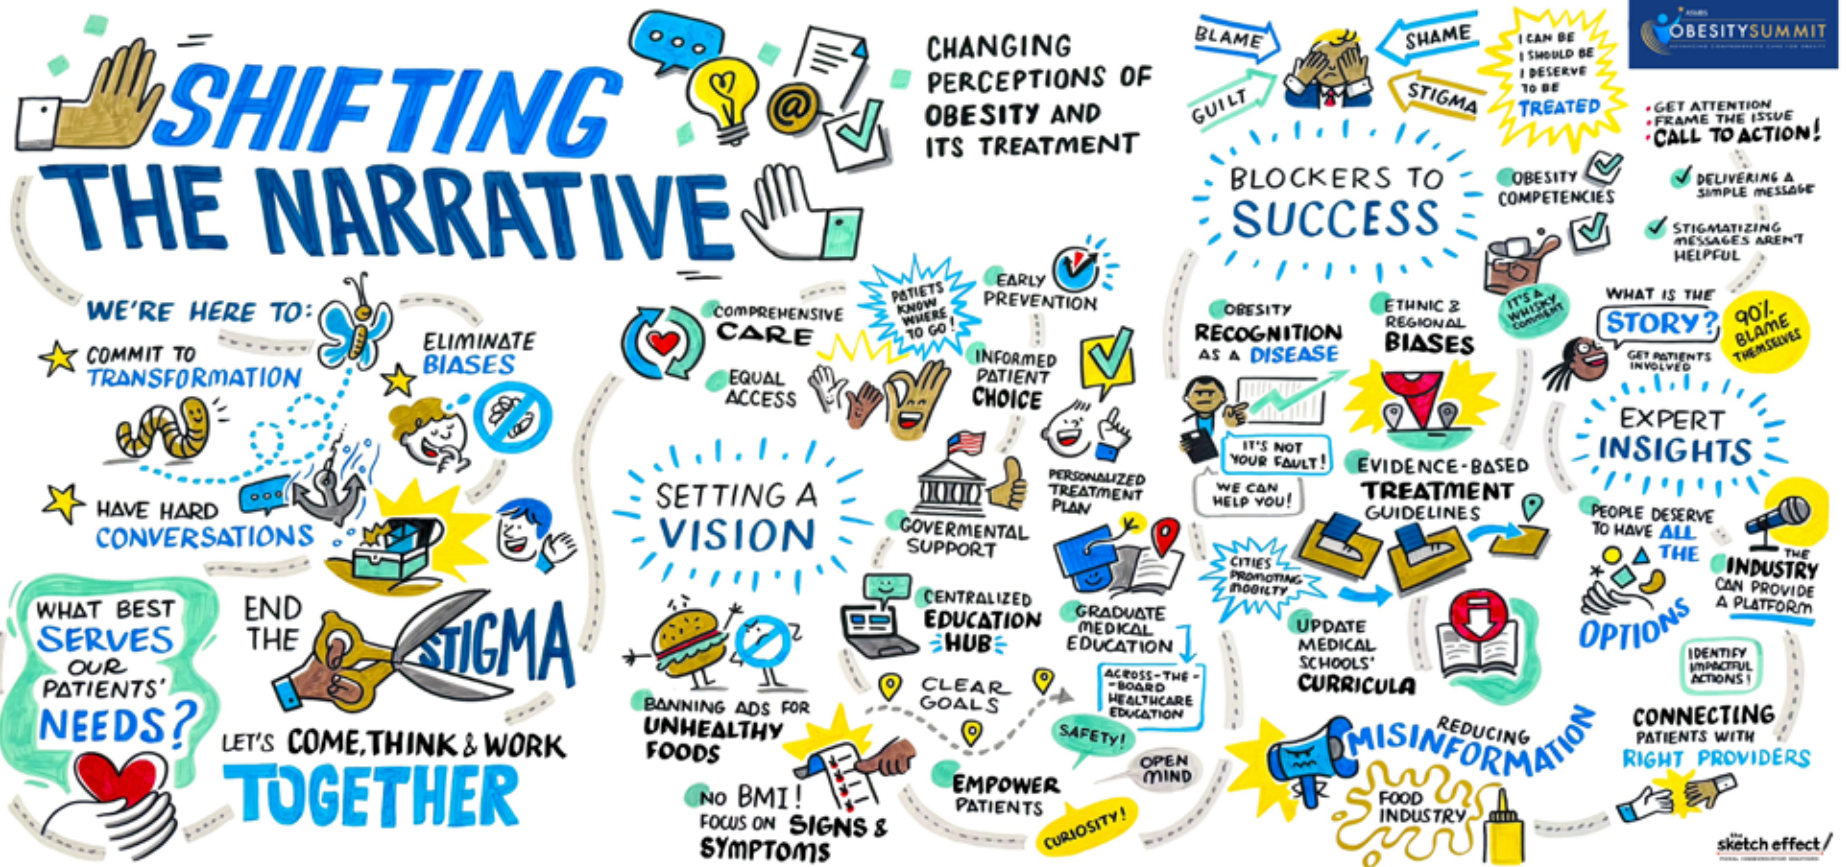 SHIFTING
THE NARRATIVE
CHANGING
PERCEPTIONS OF
OBESITY AND
ITS TREATMENT
@
WE'RE HERE TO:
COMMIT TO
TRANSFORMATION
ELIMINATE
BIASES
HAVE HARD
CONVERSATIONS
WHAT BEST
SERVES
OUR
PATIENTS'
NEEDS?
END
THE
STIGMA
LET'S COME, THINK & WORK
TOGETHER
COMPREHENSIVE
CARE
PATIETS
KNOW
WHERE
TO GO!
EARLY
PREVENTION
EQUAL
ACCESS
INFORMED
PATIENT
CHOICE
SETTING A
VISION
GOVERMENTAL
SUPPORT
PERSONALIZED
TREATMENT
PLAN
CENTRALIZED
EDUCATION
HUB
GRADUATE
MEDICAL
EDUCATION
ACROSS-THE-
-BOARD
HEALTHCARE
EDUCATION
BANNING ADS FOR
UNHEALTHY
FOODS
CLEAR
GOALS
SAFETY!
OPEN
MIND
CURIOSITY!
EMPOWER
PATIENTS
NO BMI!
FOCUS ON SIGNS &
SYMPTOMS
BLAME
SHAME
GUILT
STIGMA
I CAN BE
I SHOULD BE
I DESERVE
TO BE
TREATED
BLOCKERS TO
SUCCESS
OBESITY
COMPETENCIES
IT'S A
WHISKY
COMMENT
OBESITY
RECOGNITION
AS A DISEASE
ETHNIC &
REGIONAL
BIASES
IT'S NOT
YOUR FAULT!
WE CAN
HELP YOU!
EVIDENCE-BASED
TREATMENT
GUIDELINES
CITIES
PROMOTING
MOBILTY
UPDATE
MEDICAL
SCHOOLS'
CURRICULA
REDUCING
MISINFORMATION
FOOD
INDUSTRY
ASMBS
OBESITYSUMMIT
• GET ATTENTION
• FRAME THE ISSUE
• CALL TO ACTION!
DELIVERING A
SIMPLE MESSAGE
STIGMATIZING
MESSAGES AREN'T
HELPFUL
WHAT IS THE
STORY?
GET PATIENTS
INVOLVED
90%
BLAME
THEMSELVES
EXPERT
INSIGHTS
PEOPLE DESERVE
TO HAVE ALL
THE
OPTIONS
THE
INDUSTRY
CAN PROVIDE
A PLATFORM
IDENTIFY
IMPACTFUL
ACTIONS!
CONNECTING
PATIENTS WITH
RIGHT PROVIDERS
the
sketch effect/